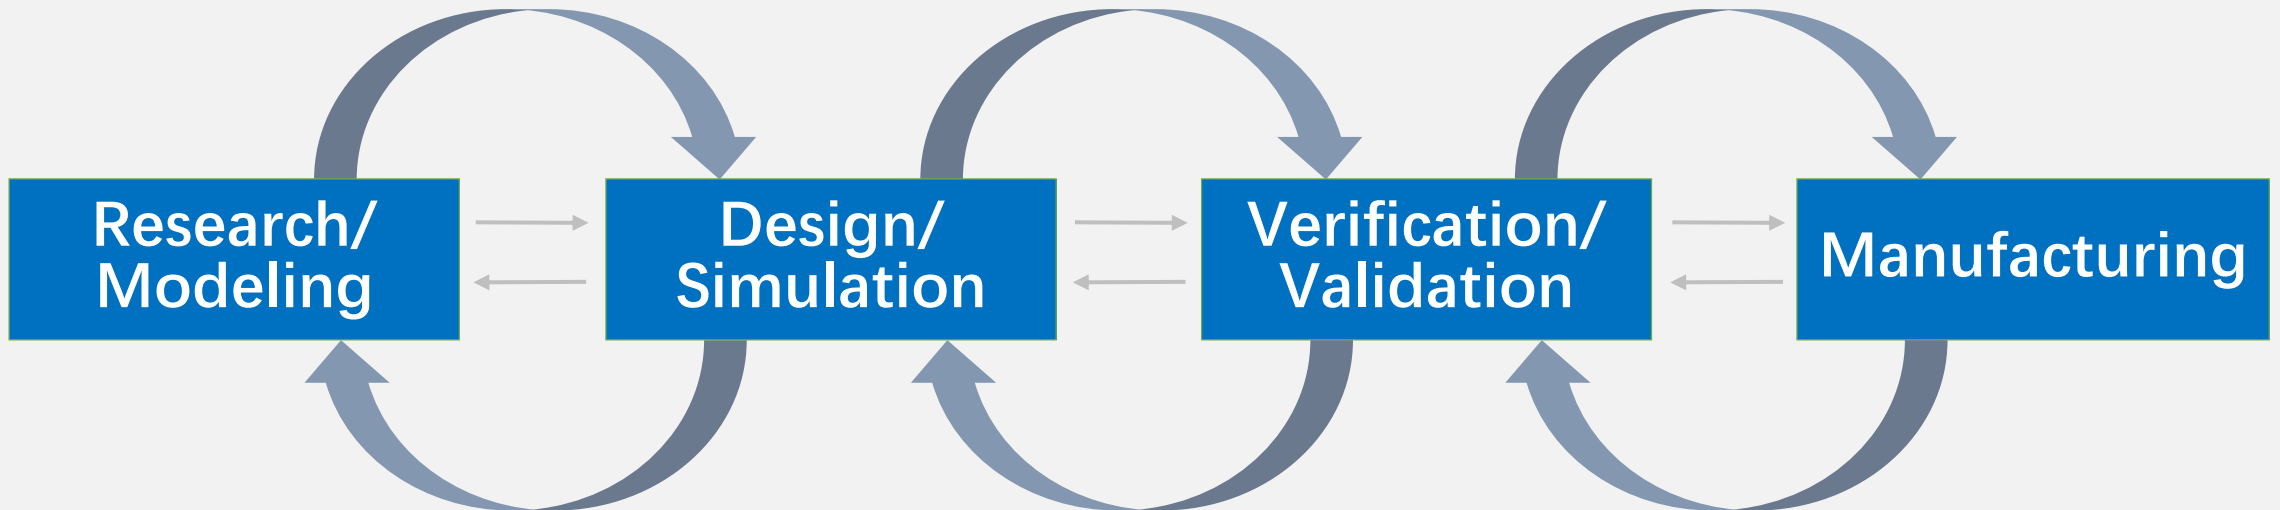 Research/
Modeling
Design/
Simulation
Verification/
Validation
Manufacturing